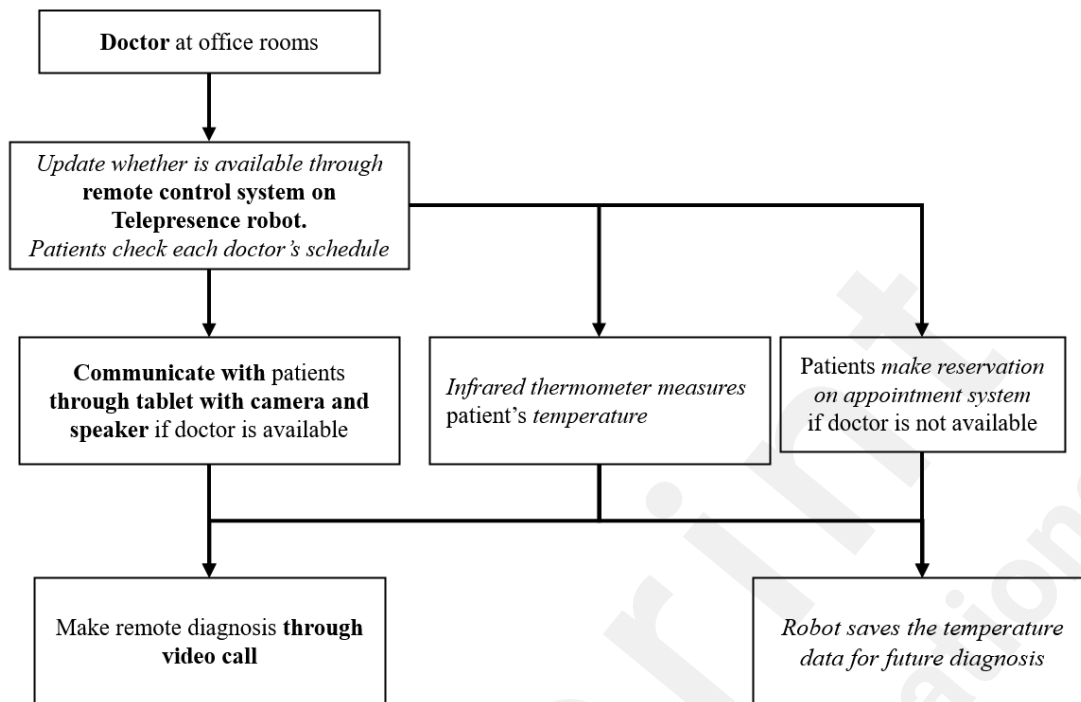 Doctor at office rooms
Update whether is available through
remote control system on
Telepresence robot.
Patients check each doctor’s schedule
Communicate with patients
through tablet with camera and
speaker if doctor is available
Infrared thermometer measures
patient’s temperature
Patients make reservation
on appointment system
if doctor is not available
Make remote diagnosis through
video call
Robot saves the temperature
data for future diagnosis